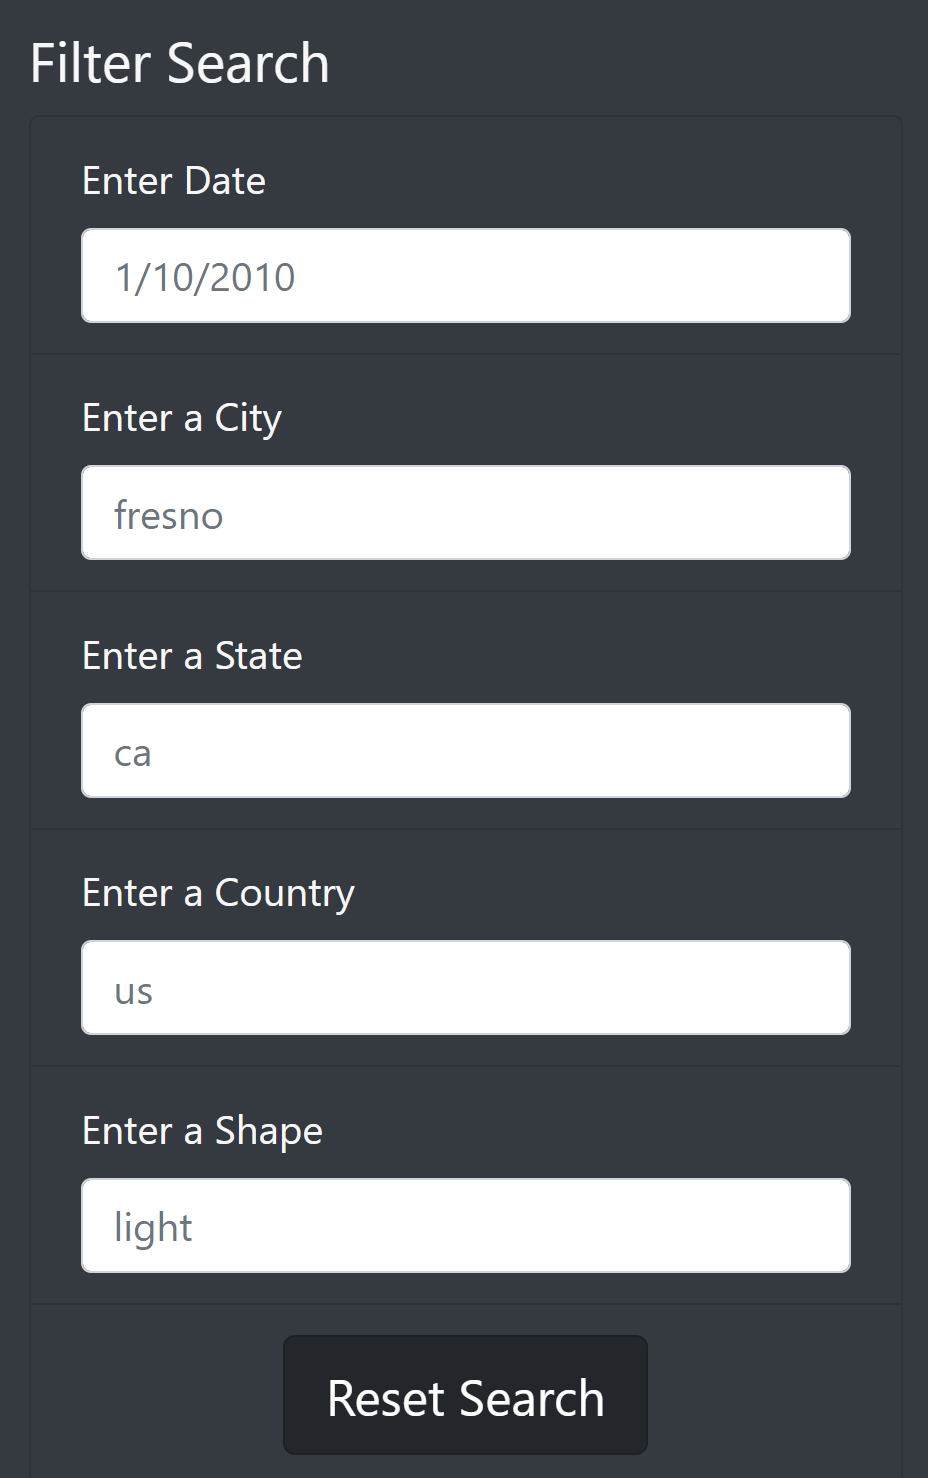 Filter Search
Enter Date
1/10/2010
Enter a City
fresno
Enter a State
ca
Enter a Country
us
Enter a Shape
light
Reset Search